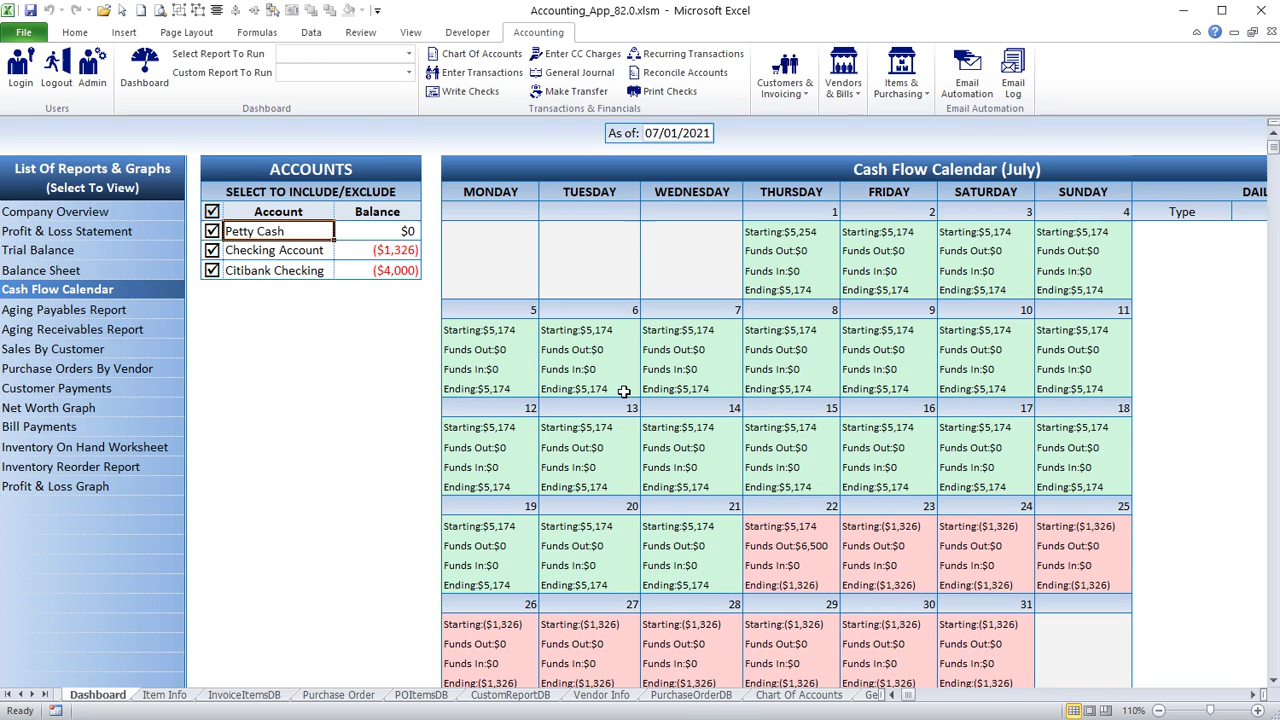 Accounting_App_82.0.xlsm - Microsoft Excel
File Home Insert Page Layout Formulas Data Review View Developer Accounting
Login Logout Admin
Users
Dashboard
Select Report To Run
Custom Report To Run
Dashboard
Chart Of Accounts Enter CC Charges Recurring Transactions
Enter Transactions General Journal Reconcile Accounts
Write Checks Make Transfer Print Checks
Transactions & Financials
Customers & Invoicing
Vendors & Bills
Items & Purchasing
Email Automation
Email Log
Email Automation
As of: 07/01/2021
List Of Reports & Graphs
(Select To View)
Company Overview
Profit & Loss Statement
Trial Balance
Balance Sheet
Cash Flow Calendar
Aging Payables Report
Aging Receivables Report
Sales By Customer
Purchase Orders By Vendor
Customer Payments
Net Worth Graph
Bill Payments
Inventory On Hand Worksheet
Inventory Reorder Report
Profit & Loss Graph
ACCOUNTS
SELECT TO INCLUDE/EXCLUDE
Account Balance
Petty Cash $0
Checking Account ($1,326)
Citibank Checking ($4,000)
Cash Flow Calendar (July)
MONDAY TUESDAY WEDNESDAY THURSDAY FRIDAY SATURDAY SUNDAY DAIL
1 2 3 4 Type
Starting:$5,254 Starting:$5,174 Starting:$5,174 Starting:$5,174
Funds Out:$0 Funds Out:$0 Funds Out:$0 Funds Out:$0
Funds In:$0 Funds In:$0 Funds In:$0 Funds In:$0
Ending:$5,174 Ending:$5,174 Ending:$5,174 Ending:$5,174
5 6 7 8 9 10 11
Starting:$5,174 Starting:$5,174 Starting:$5,174 Starting:$5,174 Starting:$5,174 Starting:$5,174 Starting:$5,174
Funds Out:$0 Funds Out:$0 Funds Out:$0 Funds Out:$0 Funds Out:$0 Funds Out:$0 Funds Out:$0
Funds In:$0 Funds In:$0 Funds In:$0 Funds In:$0 Funds In:$0 Funds In:$0 Funds In:$0
Ending:$5,174 Ending:$5,174 Ending:$5,174 Ending:$5,174 Ending:$5,174 Ending:$5,174 Ending:$5,174
12 13 14 15 16 17 18
Starting:$5,174 Starting:$5,174 Starting:$5,174 Starting:$5,174 Starting:$5,174 Starting:$5,174 Starting:$5,174
Funds Out:$0 Funds Out:$0 Funds Out:$0 Funds Out:$0 Funds Out:$0 Funds Out:$0 Funds Out:$0
Funds In:$0 Funds In:$0 Funds In:$0 Funds In:$0 Funds In:$0 Funds In:$0 Funds In:$0
Ending:$5,174 Ending:$5,174 Ending:$5,174 Ending:$5,174 Ending:$5,174 Ending:$5,174 Ending:$5,174
19 20 21 22 23 24 25
Starting:$5,174 Starting:$5,174 Starting:$5,174 Starting:$5,174 Starting:($1,326) Starting:($1,326) Starting:($1,326)
Funds Out:$0 Funds Out:$0 Funds Out:$0 Funds Out:$6,500 Funds Out:$0 Funds Out:$0 Funds Out:$0
Funds In:$0 Funds In:$0 Funds In:$0 Funds In:$0 Funds In:$0 Funds In:$0 Funds In:$0
Ending:$5,174 Ending:$5,174 Ending:$5,174 Ending:($1,326) Ending:($1,326) Ending:($1,326) Ending:($1,326)
26 27 28 29 30 31
Starting:($1,326) Starting:($1,326) Starting:($1,326) Starting:($1,326) Starting:($1,326) Starting:($1,326)
Funds Out:$0 Funds Out:$0 Funds Out:$0 Funds Out:$0 Funds Out:$0 Funds Out:$0
Funds In:$0 Funds In:$0 Funds In:$0 Funds In:$0 Funds In:$0 Funds In:$0
Ending:($1,326) Ending:($1,326) Ending:($1,326) Ending:($1,326) Ending:($1,326) Ending:($1,326)
Dashboard Item Info InvoiceItemsDB Purchase Order POItemsDB CustomReportDB Vendor Info PurchaseOrderDB Chart Of Accounts Ge
Ready 110%